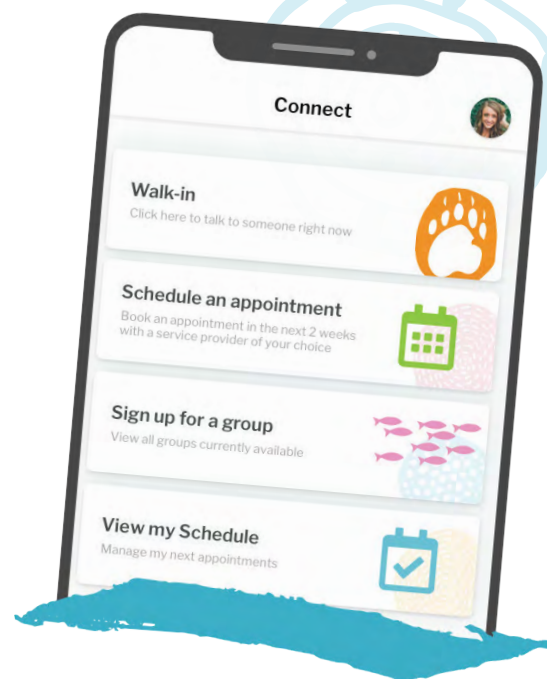 Connect
Walk-in
Click here to talk to someone right now
Schedule an appointment
Book an appointment in the next 2 weeks
with a service provider of your choice
Sign up for a group
View all groups currently available
View my Schedule
Manage my next appointments